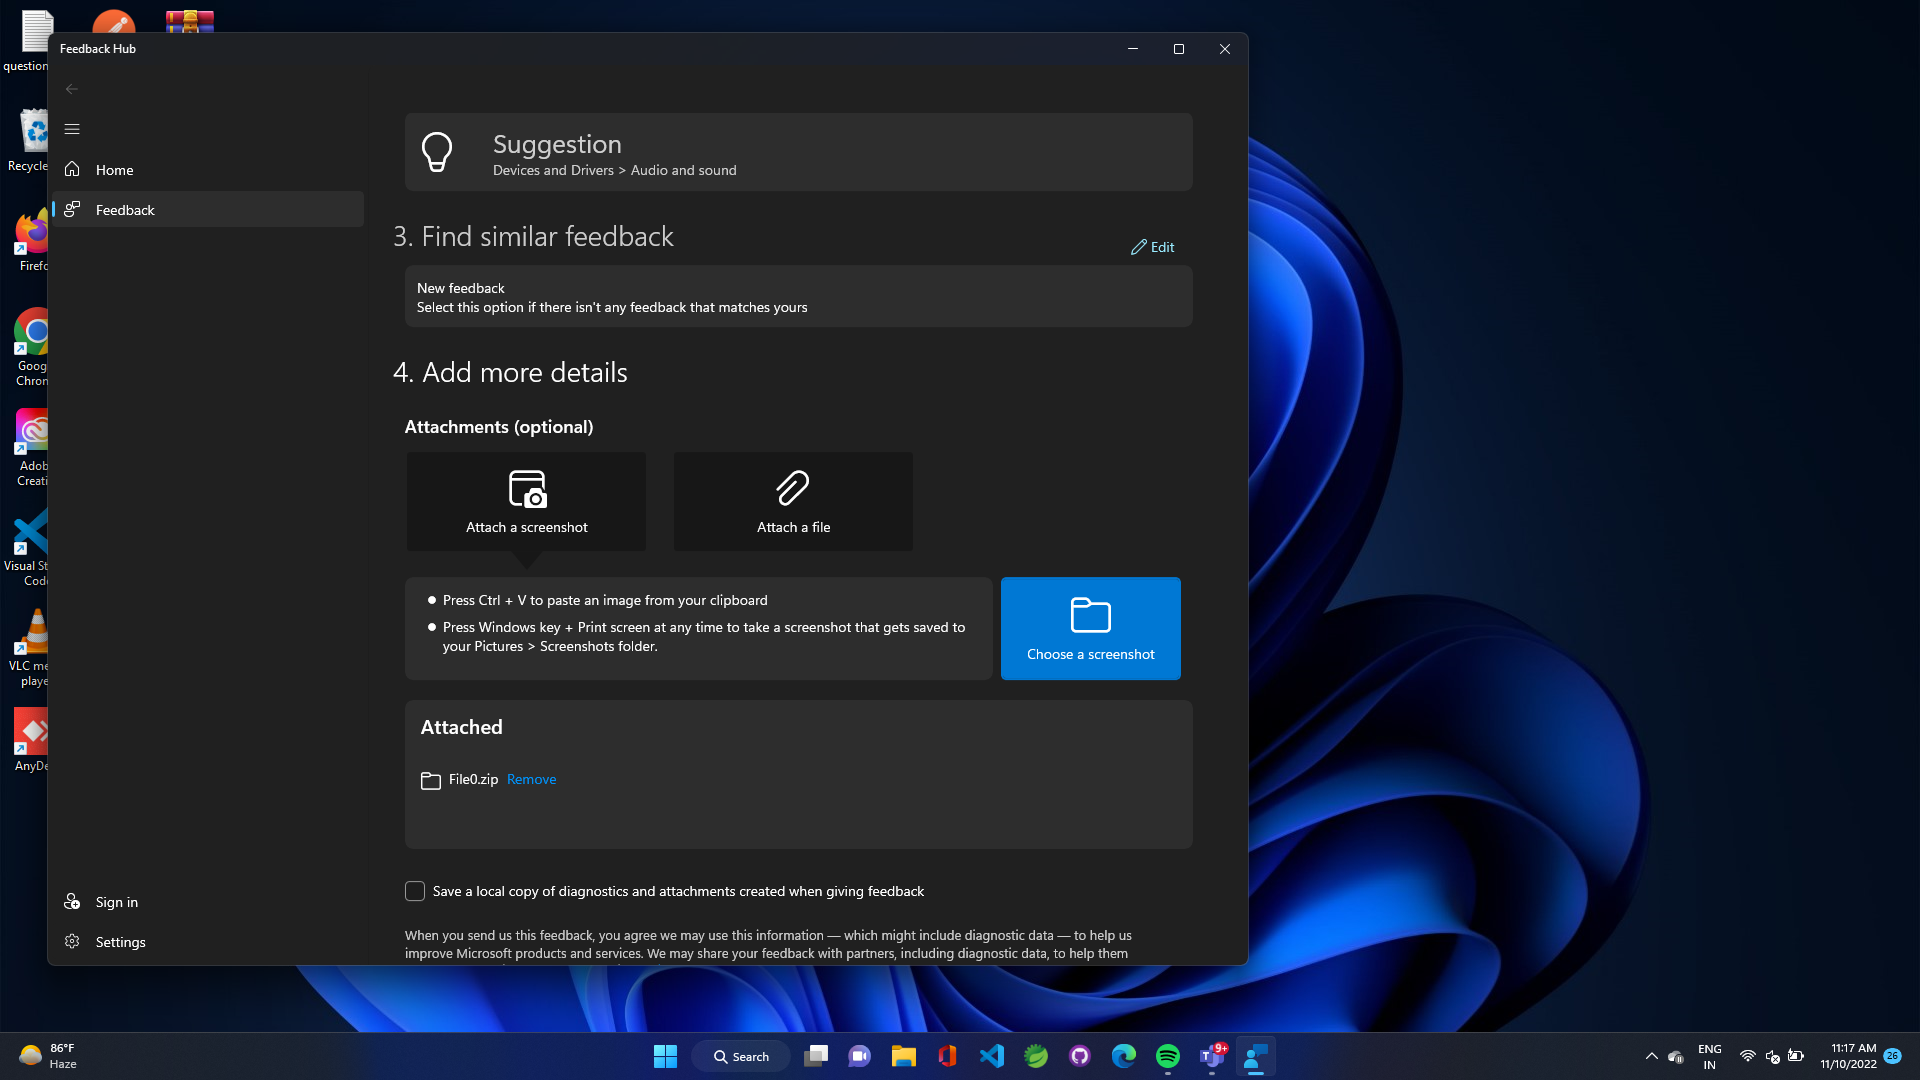 question
Recycle
Firefo
Goog
Chron
Adob
Creati
Visual St
Code
VLC me
playe
AnyDe
Feedback Hub
Home
Feedback
Sign in
Settings
Suggestion
Devices and Drivers > Audio and sound
3. Find similar feedback
Edit
New feedback
Select this option if there isn't any feedback that matches yours
4. Add more details
Attachments (optional)
Attach a screenshot
Attach a file
Press Ctrl + V to paste an image from your clipboard
Press Windows key + Print screen at any time to take a screenshot that gets saved to
your Pictures > Screenshots folder.
Choose a screenshot
Attached
File0.zip Remove
Save a local copy of diagnostics and attachments created when giving feedback
When you send us this feedback, you agree we may use this information — which might include diagnostic data — to help us
improve Microsoft products and services. We may share your feedback with partners, including diagnostic data, to help them
86°F
Haze
Search
9+
ENG
IN
11:17 AM
11/10/2022
26